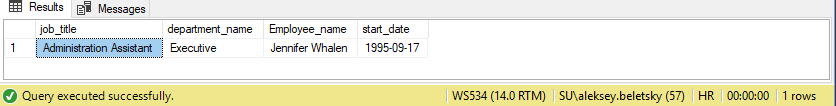 Results Messages
job_title department_name Employee_name start_date
1 Administration Assistant Executive Jennifer Whalen 1995-09-17
Query executed successfully. WS534 (14.0 RTM) SU\aleksey.beletsky (57) HR 00:00:00 1 rows